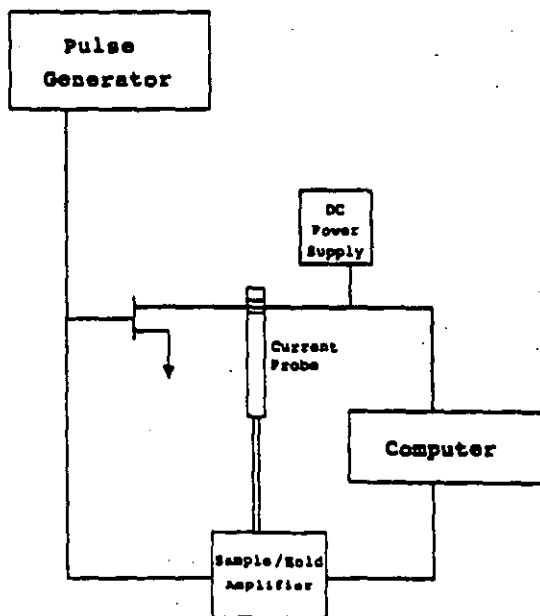 Pulse
Generator
DC
Power
Supply
Current
Probe
Computer
Sample/Hold
Amplifier